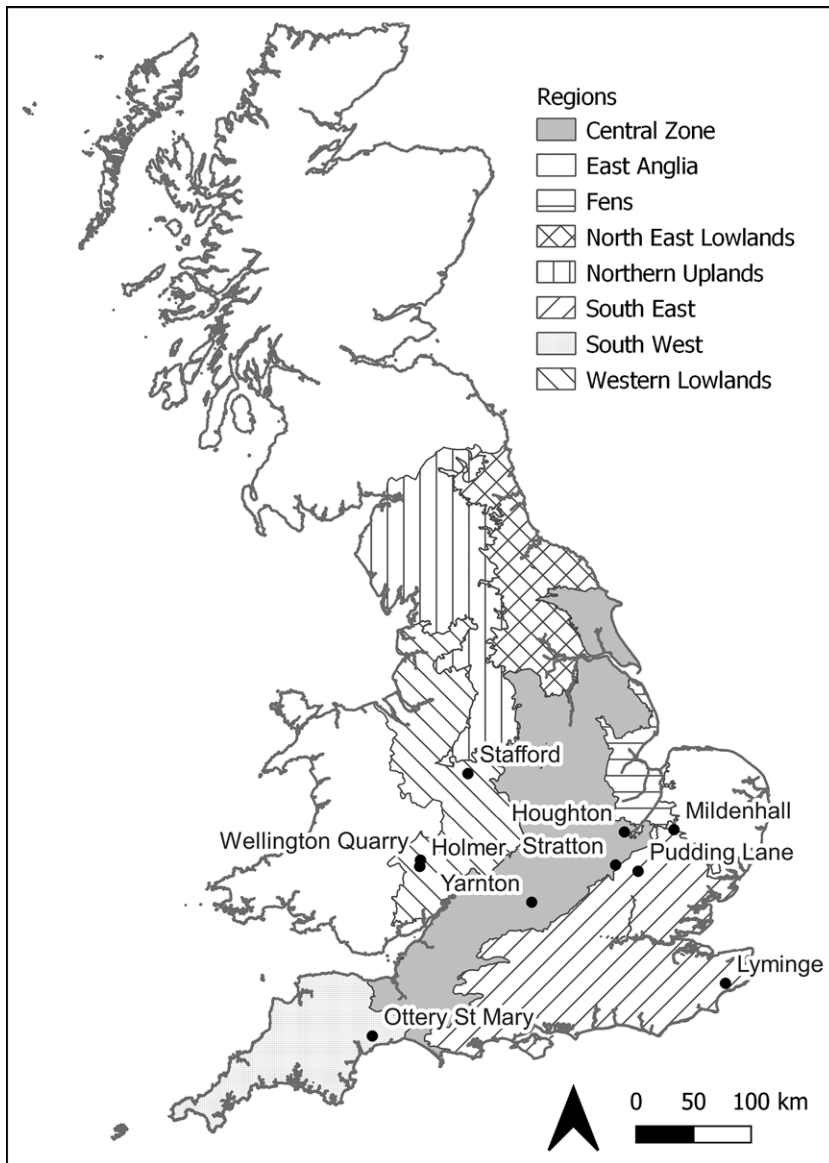 Regions
Central Zone
East Anglia
Fens
North East Lowlands
Northern Uplands
South East
South West
Western Lowlands
Stafford
Houghton
Mildenhall
Wellington Quarry
Holmer
Stratton
Pudding Lane
Yarnton
Lyminge
Ottery St Mary
0 50 100 km